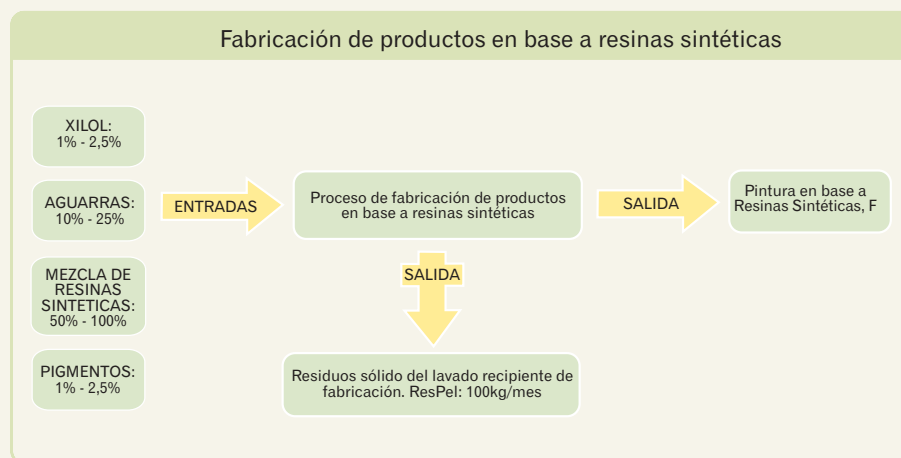 Fabricación de productos en base a resinas sintéticas
XILOL:
1% - 2,5%
AGUARRAS:
10% - 25%
MEZCLA DE
RESINAS
SINTETICAS:
50% - 100%
PIGMENTOS:
1% - 2,5%
ENTRADAS
Proceso de fabricación de productos
en base a resinas sintéticas
SALIDA
Pintura en base a
Resinas Sintéticas, F
SALIDA
Residuos sólido del lavado recipiente de
fabricación. ResPel: 100kg/mes